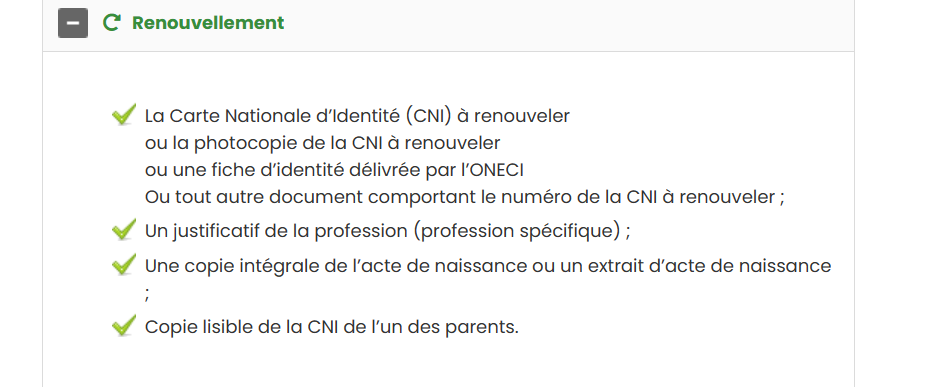 Renouvellement
La Carte Nationale d’Identité (CNI) à renouveler
ou la photocopie de la CNI à renouveler
ou une fiche d’identité délivrée par l’ONECI
Ou tout autre document comportant le numéro de la CNI à renouveler ;
Un justificatif de la profession (profession spécifique) ;
Une copie intégrale de l’acte de naissance ou un extrait d’acte de naissance
;
Copie lisible de la CNI de l’un des parents.